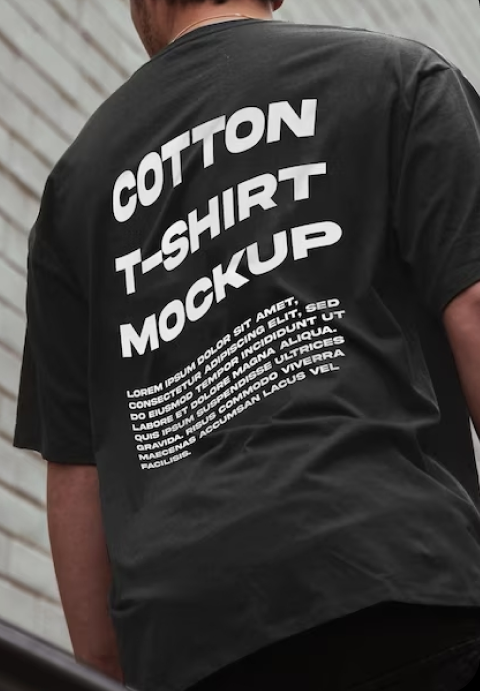 COTTON
T-SHIRT
MOCKUP
LOREM IPSUM DOLOR SIT AMET,
CONSECTETUR ADIPISCING ELIT, SED
DO EIUSMOD TEMPOR INCIDIDUNT UT
LABORE ET DOLORE MAGNA ALIQUA.
QUIS IPSUM SUSPENDISSE ULTRICES
GRAVIDA. RISUS COMMODO VIVERRA
MAECENAS ACCUMSAN LACUS VEL
FACILISIS.